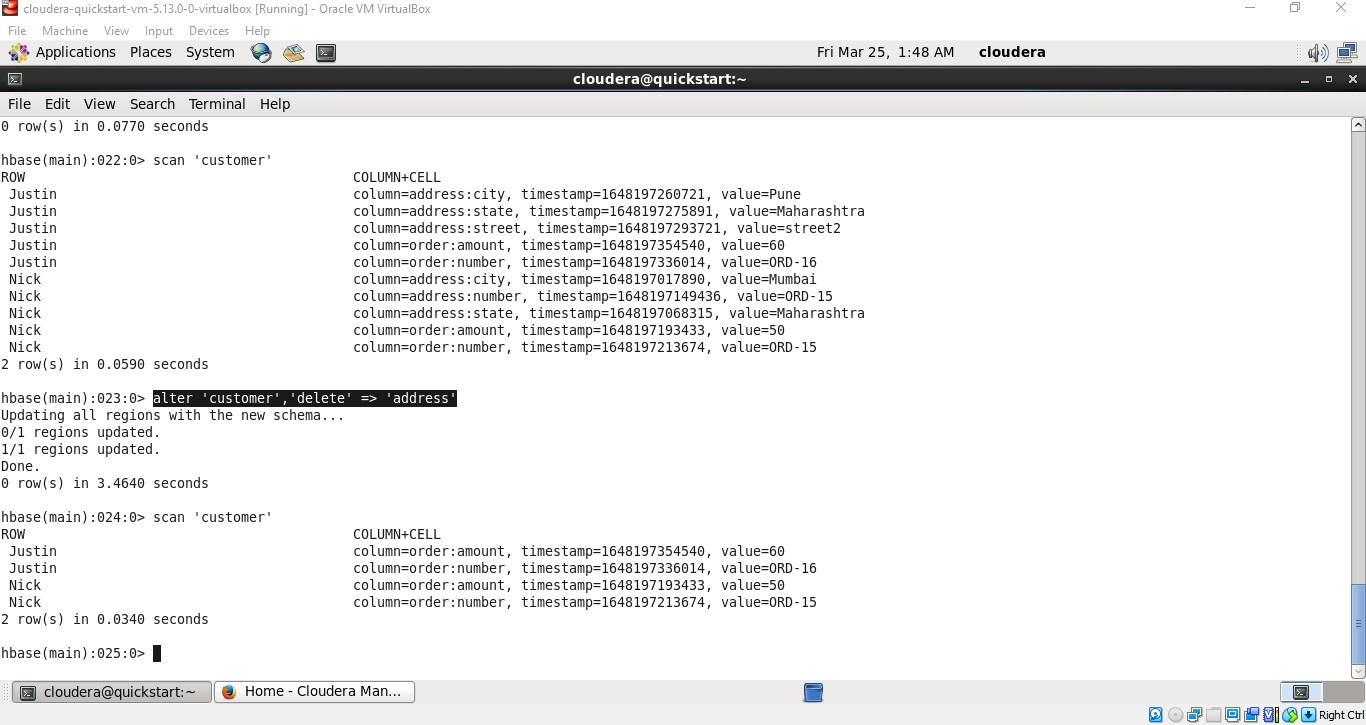 cloudera-quickstart-vm-5.13.0-0-virtualbox [Running] - Oracle VM VirtualBox
File Machine View Input Devices Help
Applications Places System Fri Mar 25, 1:48 AM cloudera
cloudera@quickstart:~
File Edit View Search Terminal Help
0 row(s) in 0.0770 seconds
hbase(main):022:0> scan 'customer'
ROW COLUMN+CELL
Justin column=address:city, timestamp=1648197260721, value=Pune
Justin column=address:state, timestamp=1648197275891, value=Maharashtra
Justin column=address:street, timestamp=1648197293721, value=street2
Justin column=order:amount, timestamp=1648197354540, value=60
Justin column=order:number, timestamp=1648197336014, value=ORD-16
Nick column=address:city, timestamp=1648197017890, value=Mumbai
Nick column=address:number, timestamp=1648197149436, value=ORD-15
Nick column=address:state, timestamp=1648197068315, value=Maharashtra
Nick column=order:amount, timestamp=1648197193433, value=50
Nick column=order:number, timestamp=1648197213674, value=ORD-15
2 row(s) in 0.0590 seconds
hbase(main):023:0> alter 'customer','delete' => 'address'
Updating all regions with the new schema...
0/1 regions updated.
1/1 regions updated.
Done.
0 row(s) in 3.4640 seconds
hbase(main):024:0> scan 'customer'
ROW COLUMN+CELL
Justin column=order:amount, timestamp=1648197354540, value=60
Justin column=order:number, timestamp=1648197336014, value=ORD-16
Nick column=order:amount, timestamp=1648197193433, value=50
Nick column=order:number, timestamp=1648197213674, value=ORD-15
2 row(s) in 0.0340 seconds
hbase(main):025:0>
cloudera@quickstart:~ Home - Cloudera Man...
Right Ctrl